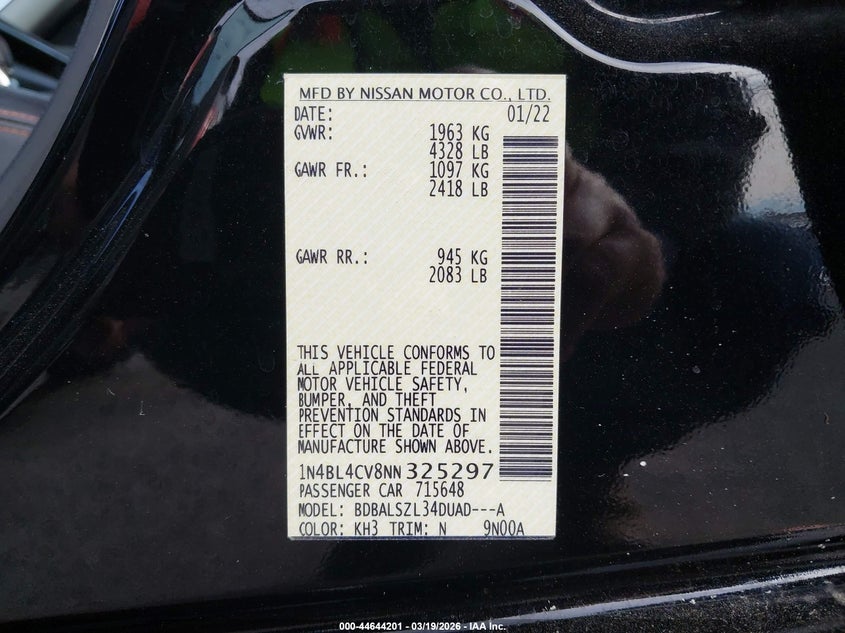 MFD BY NISSAN MOTOR CO., LTD.
DATE: 01/22
GVWR: 1963 KG
4328 LB
GAWR FR.: 1097 KG
2418 LB
GAWR RR.: 945 KG
2083 LB
THIS VEHICLE CONFORMS TO
ALL APPLICABLE FEDERAL
MOTOR VEHICLE SAFETY,
BUMPER, AND THEFT
PREVENTION STANDARDS IN
EFFECT ON THE DATE OF
MANUFACTURE SHOWN ABOVE.
1N4BL4CV8NN325297
PASSENGER CAR 715648
MODEL: BDBALSZL34DUAD---A
COLOR: KH3 TRIM: N 9N00A
000-44644201 - 03/19/2026 - IAA Inc.